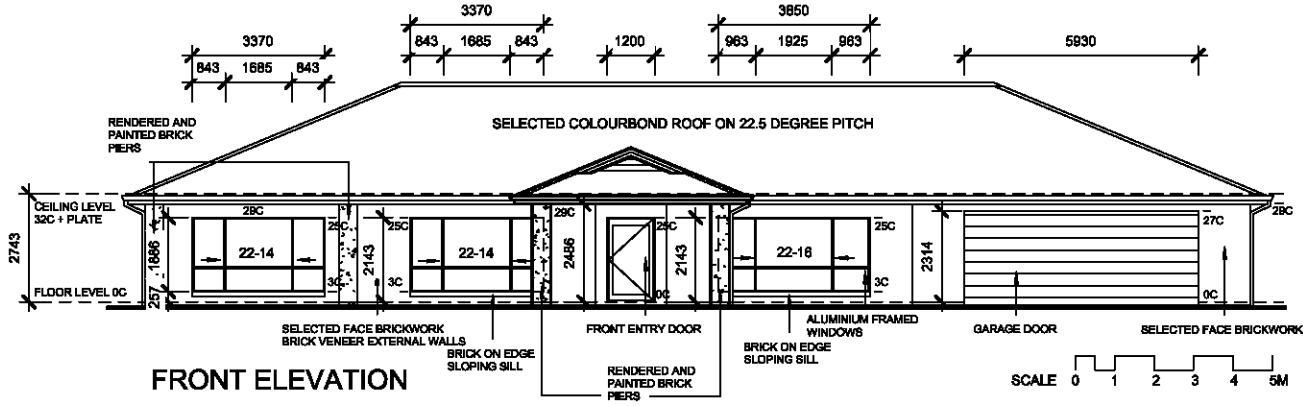 3370
3850
3370
843 1685 843
1200
963 1925 963
5930
843 1685 843
RENDERED AND
PAINTED BRICK
PIERS
SELECTED COLOURBOND ROOF ON 22.5 DEGREE PITCH
CEILING LEVEL
32C + PLATE
29C
29C
27C
29C
25C
25C
25C
25C
2743
1886
22-14
2143
22-14
2486
2143
22-16
2314
FLOOR LEVEL 0C
257
3C
3C
0C
3C
0C
SELECTED FACE BRICKWORK
BRICK VENEER EXTERNAL WALLS
BRICK ON EDGE
SLOPING SILL
FRONT ENTRY DOOR
ALUMINIUM FRAMED
WINDOWS
BRICK ON EDGE
SLOPING SILL
GARAGE DOOR
SELECTED FACE BRICKWORK
RENDERED AND
PAINTED BRICK
PIERS
FRONT ELEVATION
SCALE 0 1 2 3 4 5M